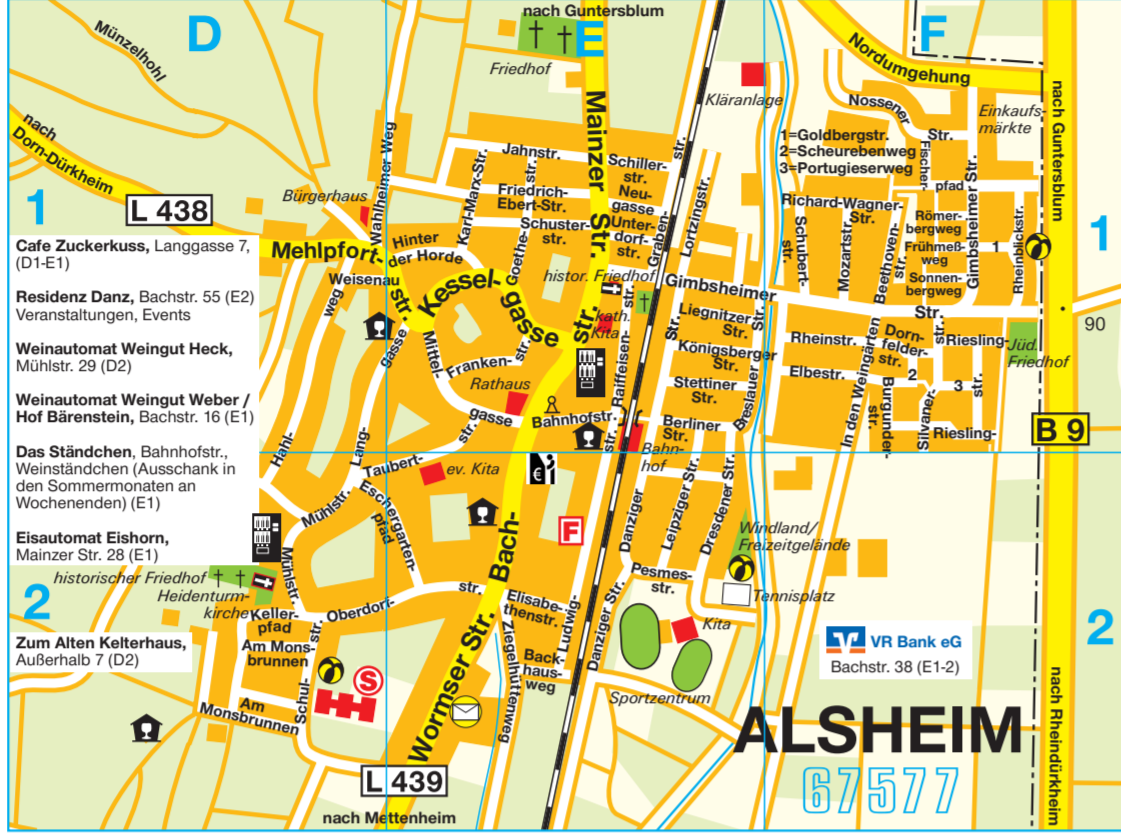 D
E
F
nach Guntersblum
Münzelhohl
Friedhof
Kläranlage
Nordumgehung
nach Guntersblum
nach
Dorn-Dürkheim
L 438
1
1
Mainzer Str.
Wahlheimer Weg
Bürgerhaus
Jahnstr.
Karl-Marx-Str.
Goethe-
str.
Friedrich-
Ebert-Str.
Schuster-
str.
Schiller-
str.
Neu-
gasse
Unter-
dorf-
str.
Graben-
str.
Lortzingstr.
Nossener
Str.
Einkaufs-
märkte
1=Goldbergstr.
2=Scheurebenweg
3=Portugieserweg
Fischer-
pfad
Richard-Wagner-
Str.
Schubert-
str.
Mozartstr.
Beethoven-
str.
Römer-
bergweg
Frühmeß-
weg
Sonnen-
bergweg
Gimbsheimer Str.
1
Rheinblickstr.
Cafe Zuckerkuss, Langgasse 7,
(D1-E1)
Residenz Danz, Bachstr. 55 (E2)
Veranstaltungen, Events
Weinautomat Weingut Heck,
Mühlstr. 29 (D2)
Weinautomat Weingut Weber /
Hof Bärenstein, Bachstr. 16 (E1)
Das Ständchen, Bahnhofstr.,
Weinständchen (Ausschank in
den Sommermonaten an
Wochenenden) (E1)
Eisautomat Eishorn,
Mainzer Str. 28 (E1)
Mehlpfort-
str.
Hinter
der Horde
Weisenau
weg
Kessel-
gasse
histor. Friedhof
kath.
Kita
str.
Raiffeisen-
str.
Gimbsheimer
Str.
Liegnitzer
Str.
Königsberger
Str.
Stettiner
Str.
Berliner
Str.
Str.
Breslauer
Str.
Rheinstr.
Elbestr.
In den Weingärten
Dorn-
felder-
str.
str.
Riesling-
str.
Jüd.
Friedhof
90
2
3
Burgunder-
str.
Silvaner-
Riesling-
B 9
Mittel-
gasse
Franken-
str.
Rathaus
Bahnhofstr.
str.
Bahn-
hof
Hahl-
Lang-
gasse
Taubert-
str.
ev. Kita
€
Mühlstr.
Eschergarten-
pfad
Bach-
F
Danziger
Leipziger Str.
Dresdener Str.
Windland/
Freizeitgelände
Pesmes-
str.
Tennisplatz
2
2
historischer Friedhof
Heidenturm-
kirche
Mühlstr.
Keller-
pfad
Oberdorf-
str.
str.
Elisabe-
thenstr.
Ludwig-
Danziger Str.
Kita
Sportzentrum
Zum Alten Kelterhaus,
Außerhalb 7 (D2)
Am Mons-
brunnen
Am
Monsbrunnen
Schul-
S
Wormser Str.
Ziegelhüttenweg
Back-
haus-
weg
VR Bank eG
Bachstr. 38 (E1-2)
nach Rheindürkheim
ALSHEIM
67577
L 439
nach Mettenheim